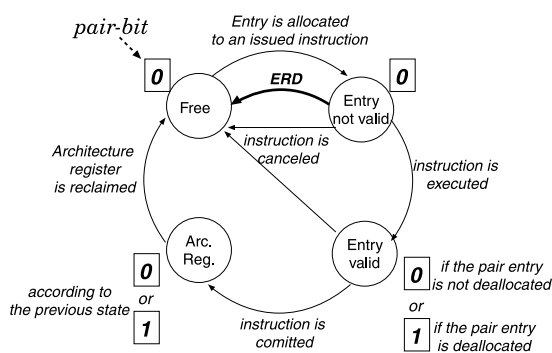 pair-bit
Entry is allocated
to an issued instruction
0
0
ERD
Free
Entry
not valid
instruction is
canceled
Architecture
register
is reclaimed
instruction is
executed
Arc.
Reg.
Entry
valid
0
or
1
according to
the previous state
0
if the pair entry
is not deallocated
or
1
if the pair entry
is deallocated
instruction is
comitted